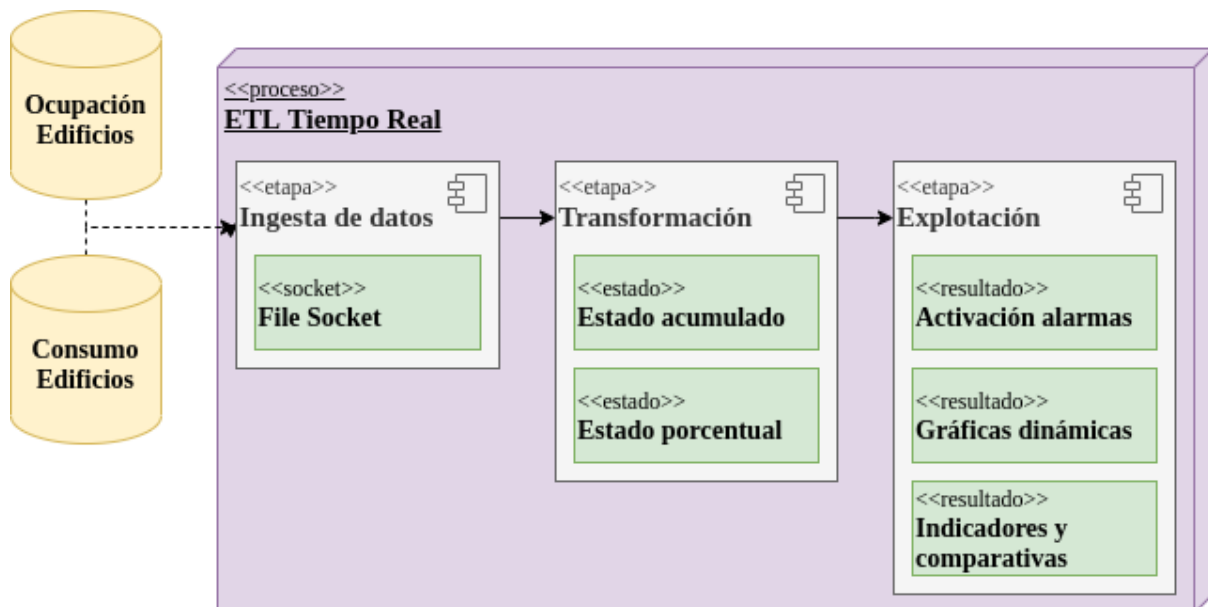 Ocupación
Edificios
Consumo
Edificios
<<proceso>>
ETL Tiempo Real
<<etapa>>
Ingesta de datos
<<socket>>
File Socket
<<etapa>>
Transformación
<<estado>>
Estado acumulado
<<estado>>
Estado porcentual
<<etapa>>
Explotación
<<resultado>>
Activación alarmas
<<resultado>>
Gráficas dinámicas
<<resultado>>
Indicadores y
comparativas